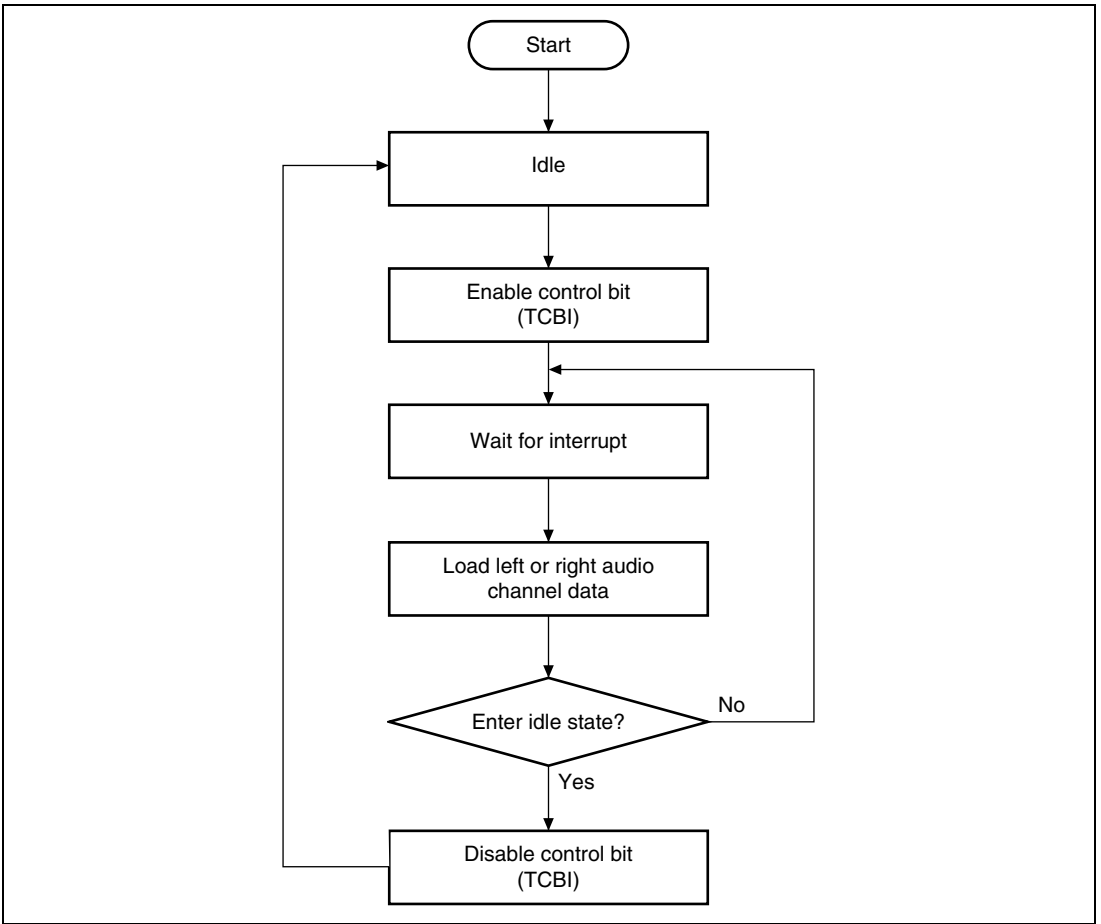 Start
Idle
Enable control bit
(TCBI)
Wait for interrupt
Load left or right audio
channel data
Enter idle state?
No
Yes
Disable control bit
(TCBI)